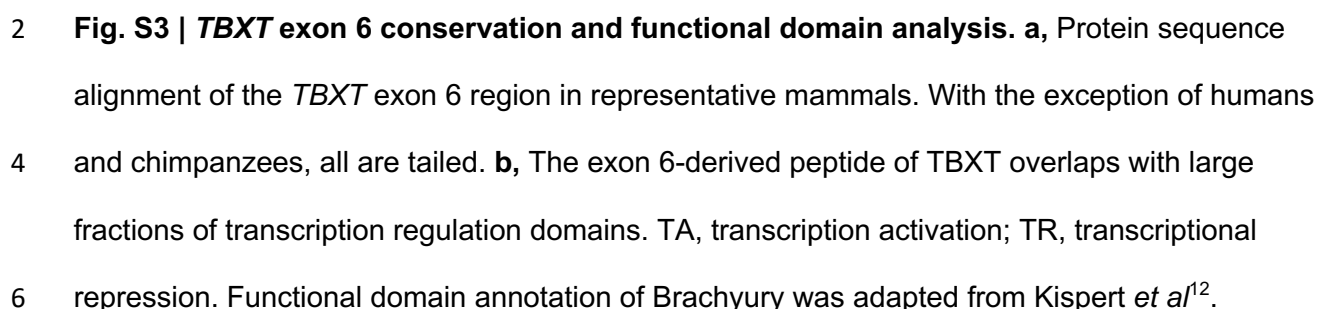 2 Fig. S3 | TBXT exon 6 conservation and functional domain analysis. a, Protein sequence
alignment of the TBXT exon 6 region in representative mammals. With the exception of humans
4 and chimpanzees, all are tailed. b, The exon 6-derived peptide of TBXT overlaps with large
fractions of transcription regulation domains. TA, transcription activation; TR, transcriptional
6 repression. Functional domain annotation of Brachyury was adapted from Kispert et al12.